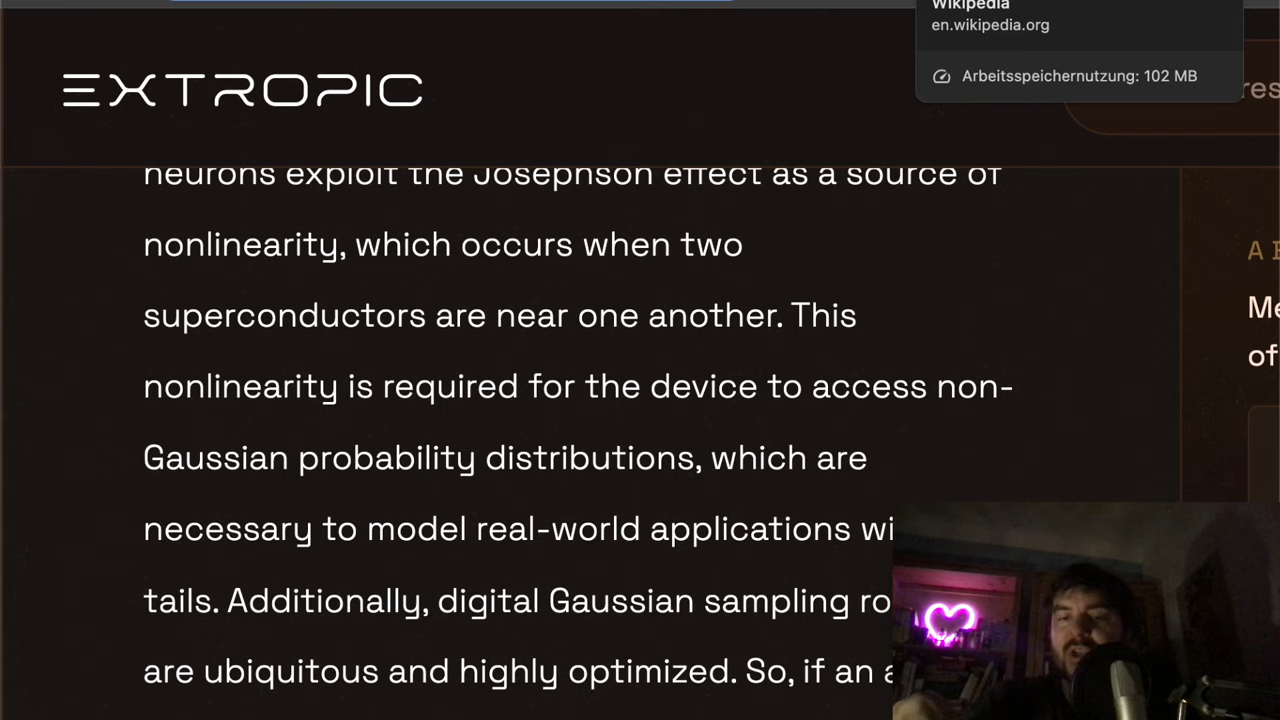 Wikipedia
en.wikipedia.org
Arbeitsspeichernutzung: 102 MB
EXTROPIC
res
neurons exploit the Josephson effect as a source of
nonlinearity, which occurs when two
superconductors are near one another. This
nonlinearity is required for the device to access non-
Gaussian probability distributions, which are
necessary to model real-world applications wi
tails. Additionally, digital Gaussian sampling ro
are ubiquitous and highly optimized. So, if an a
A
Me
of